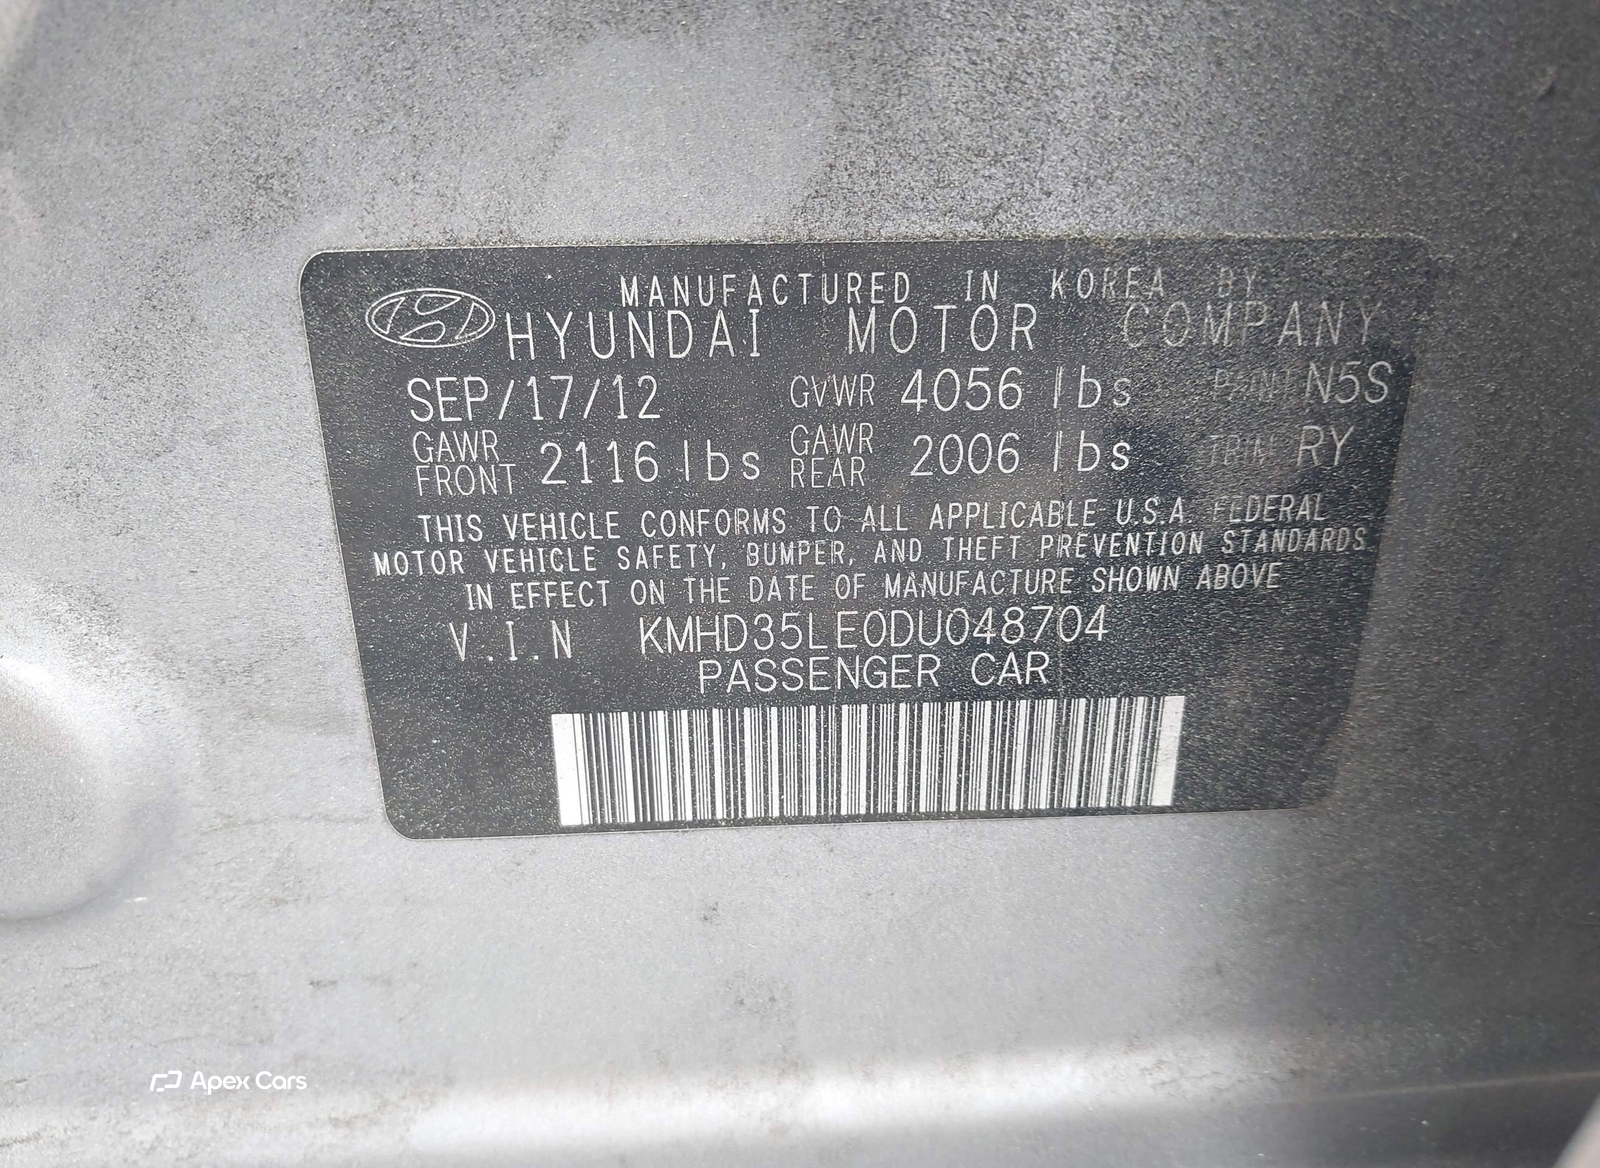 MANUFACTURED IN KOREA BY
HYUNDAI MOTOR COMPANY
SEP/17/12 GVWR 4056 lbs PAINT N5S
GAWR FRONT 2116 lbs GAWR REAR 2006 lbs TRIM RY
THIS VEHICLE CONFORMS TO ALL APPLICABLE U.S.A. FEDERAL
MOTOR VEHICLE SAFETY, BUMPER, AND THEFT PREVENTION STANDARDS
IN EFFECT ON THE DATE OF MANUFACTURE SHOWN ABOVE
V.I.N KMHD35LE0DU048704
PASSENGER CAR
Apex Cars